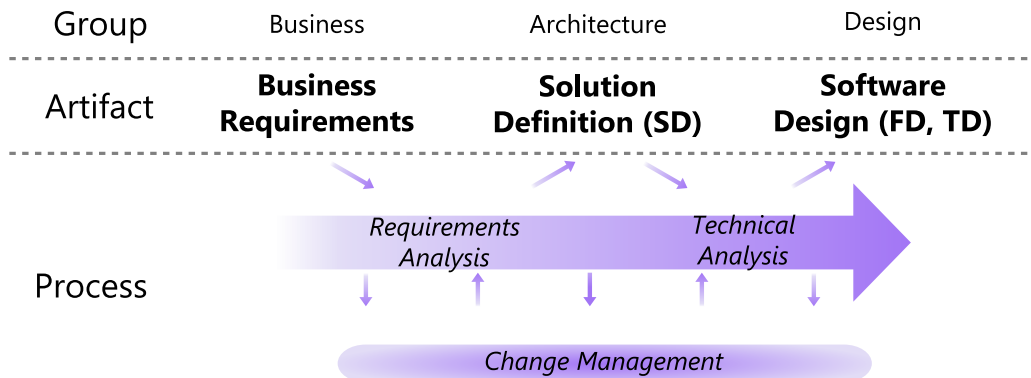 Group
Business
Architecture
Design
Artifact
Business
Requirements
Solution
Definition (SD)
Software
Design (FD, TD)
Process
Requirements
Analysis
Technical
Analysis
Change Management